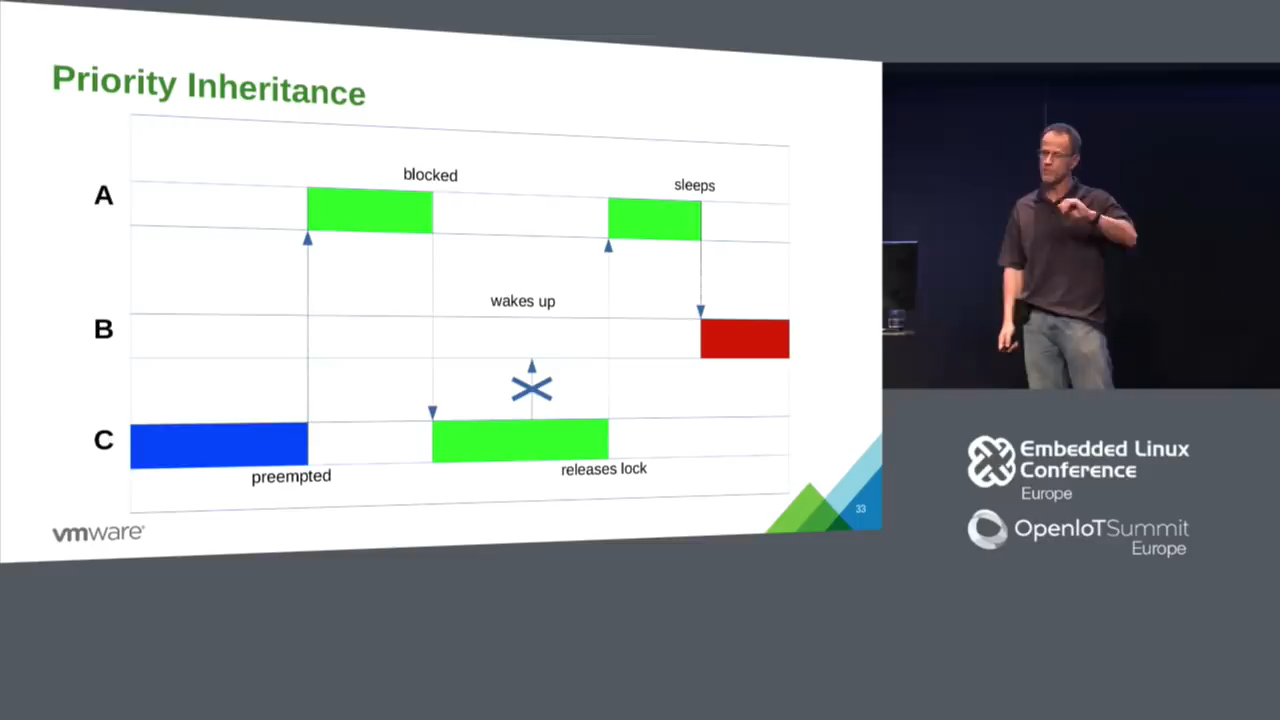 Priority Inheritance
blocked
sleeps
A
wakes up
B
C
preempted
releases lock
vmware
33
Embedded Linux
Conference
Europe
OpenIoTSummit
Europe